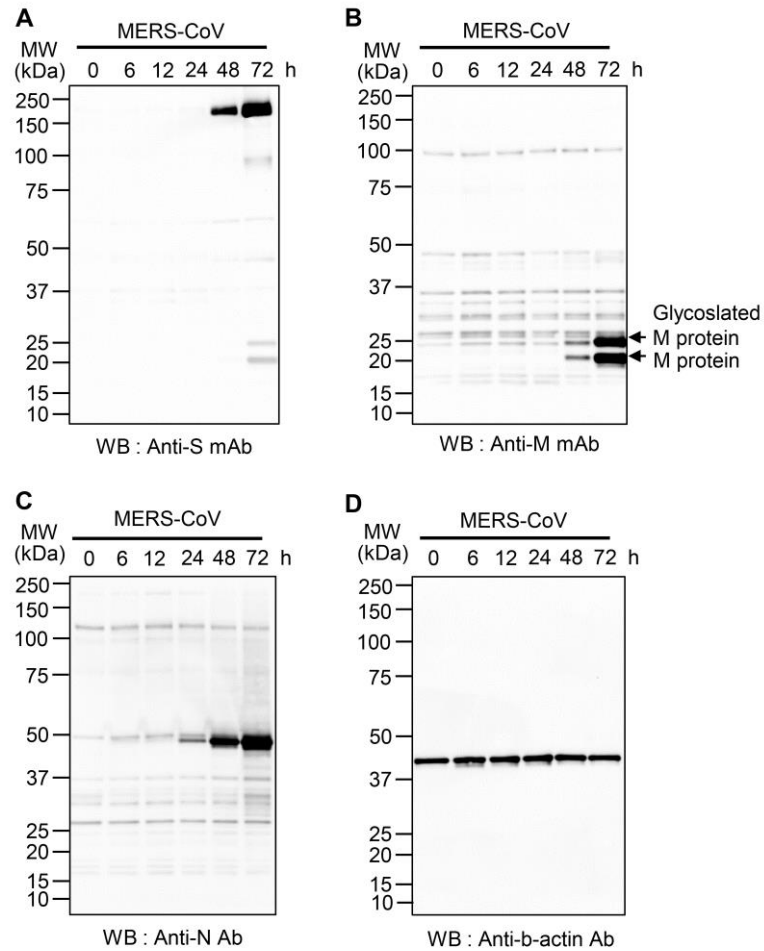 A
MERS-CoV
MW
(kDa)
0 6 12 24 48 72 h
250
150
100
75
50
37
25
20
15
10
WB : Anti-S mAb
B
MERS-CoV
MW
(kDa)
0 6 12 24 48 72 h
250
150
100
75
50
37
25
20
15
10
Glycoslated
M protein
M protein
WB : Anti-M mAb
C
MERS-CoV
MW
(kDa)
0 6 12 24 48 72 h
250
150
100
75
50
37
25
20
15
10
WB : Anti-N Ab
D
MERS-CoV
MW
(kDa)
0 6 12 24 48 72 h
250
150
100
75
50
37
25
20
15
10
WB : Anti-b-actin Ab